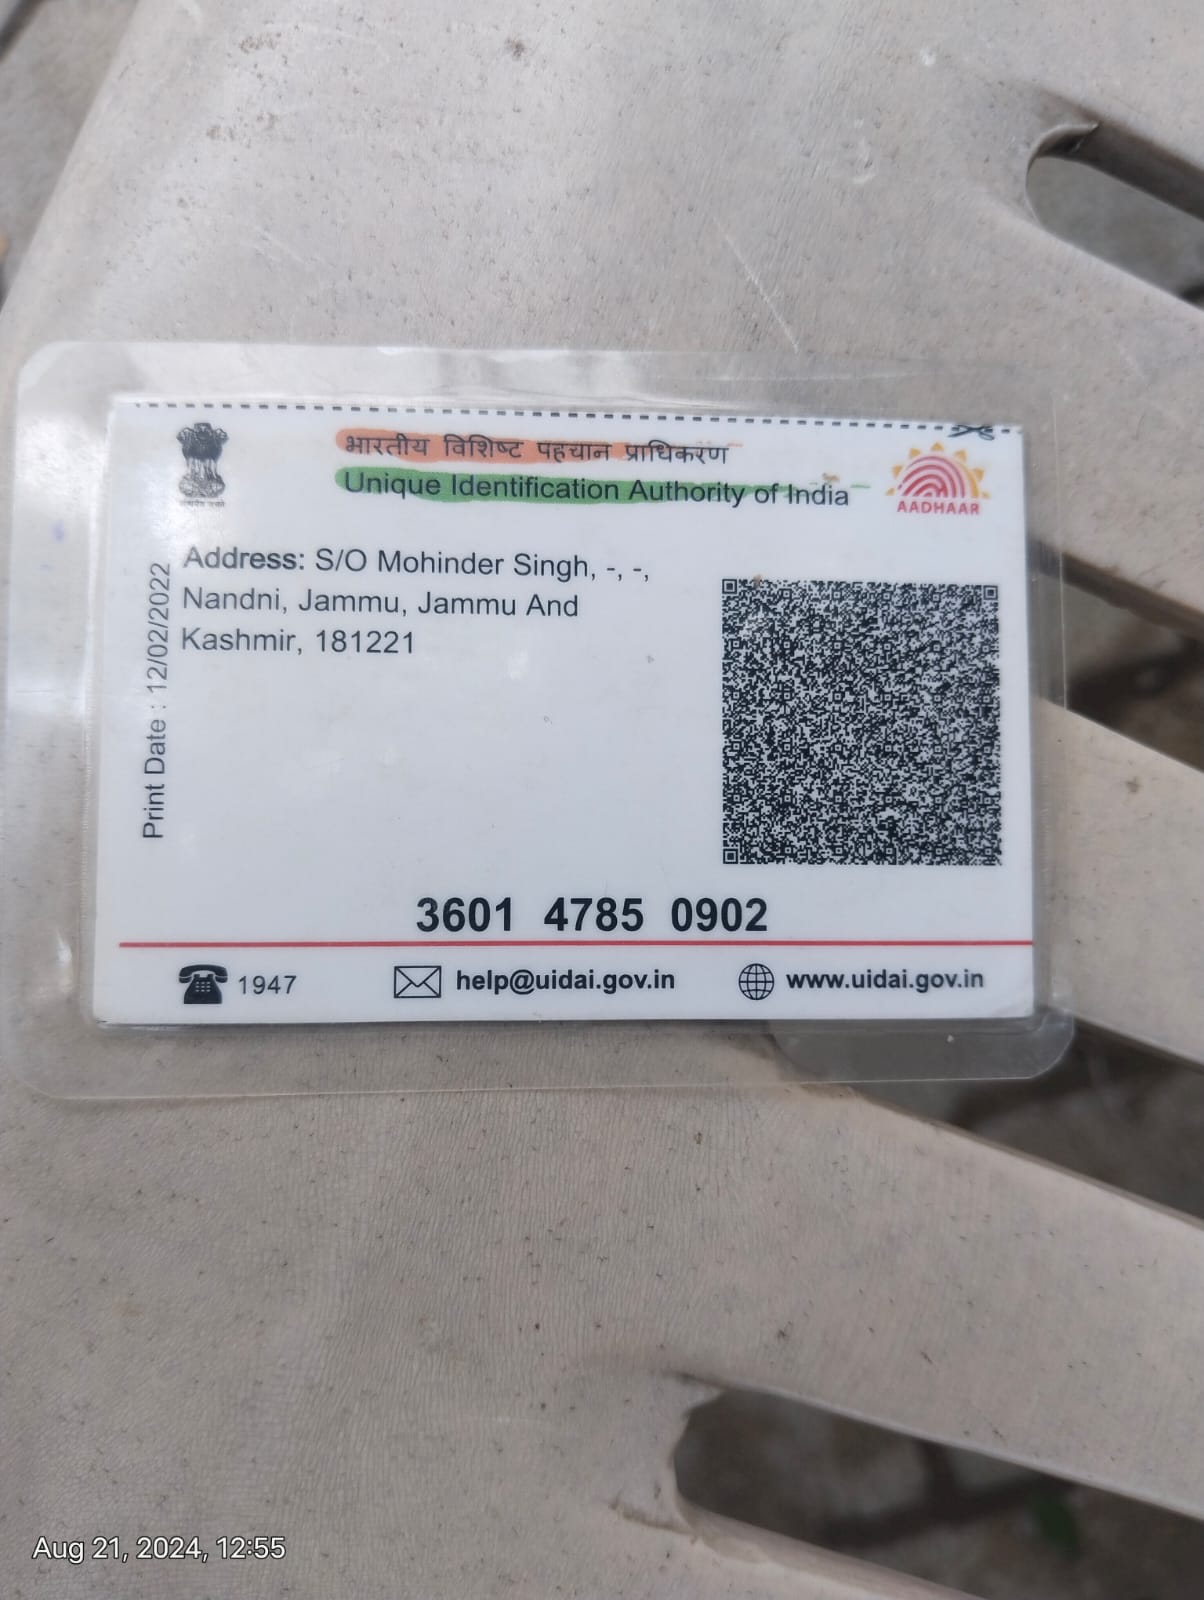 भारतीय विशिष्ट पहचान प्राधिकरण
Unique Identification Authority of India
AADHAAR
Print Date : 12/02/2022
Address: S/O Mohinder Singh, -, -,
Nandni, Jammu, Jammu And
Kashmir, 181221
3601 4785 0902
1947
help@uidai.gov.in
www.uidai.gov.in
Aug 21, 2024, 12:55